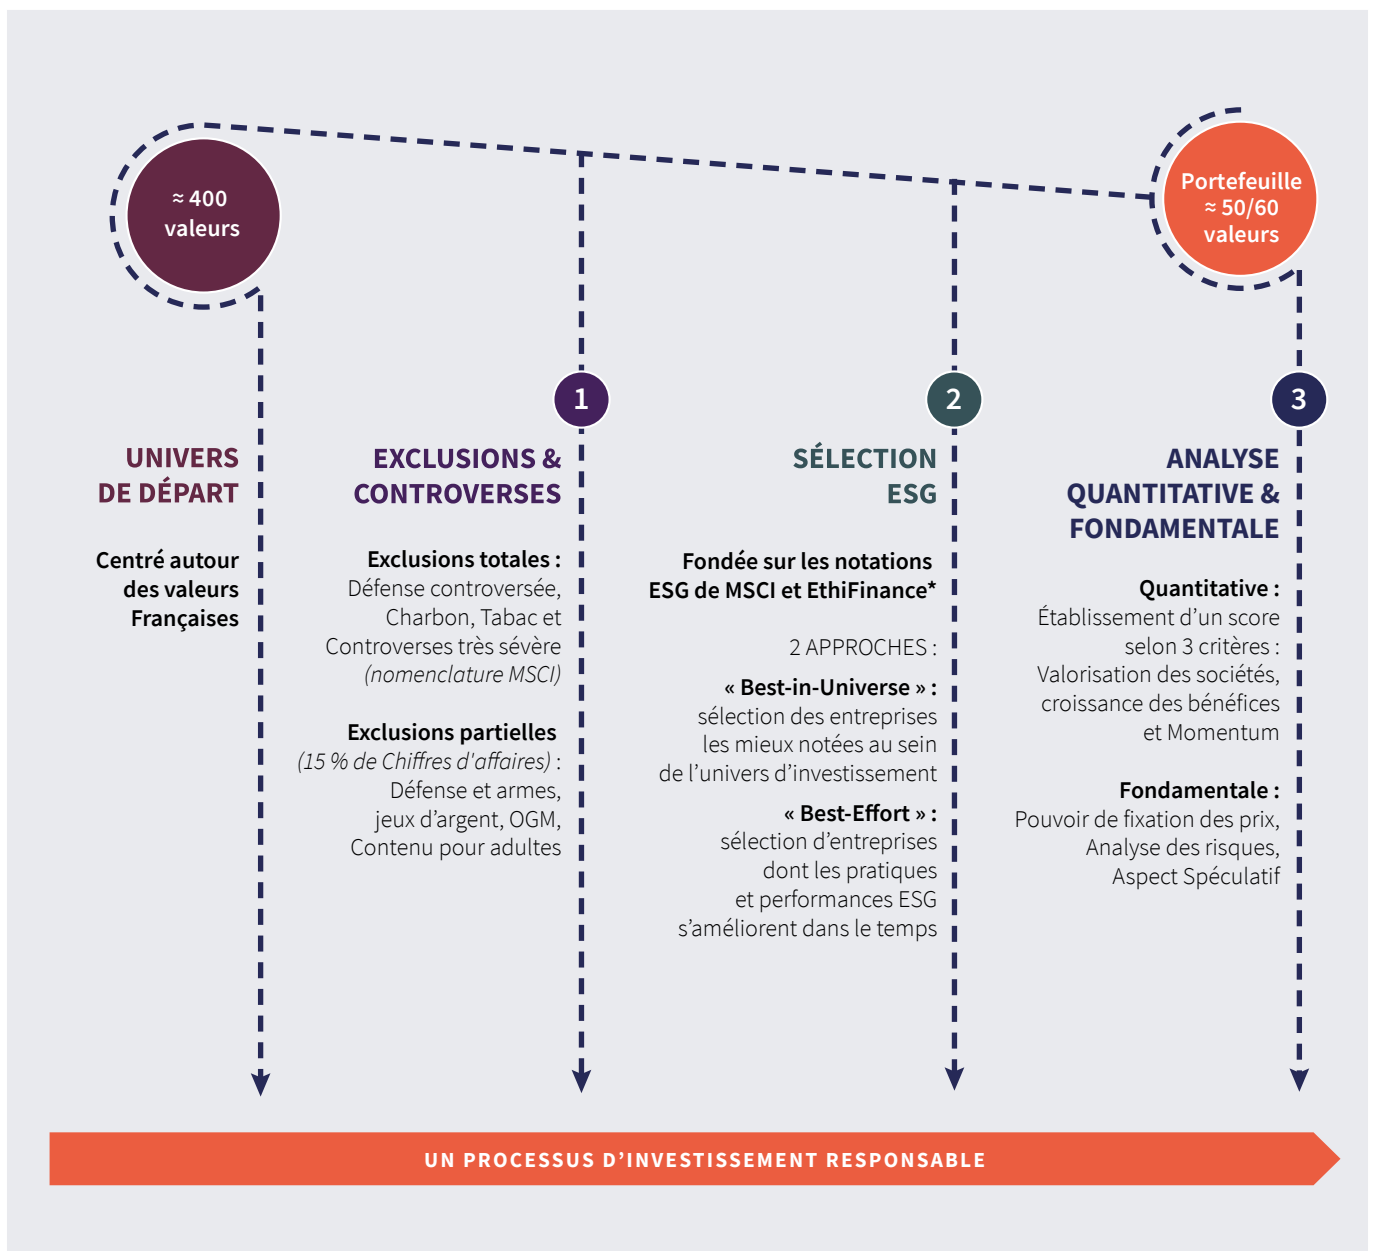 ≈ 400
valeurs
Portefeuille
≈ 50/60
valeurs
UNIVERS
DE DÉPART
Centré autour
des valeurs
Françaises
1
EXCLUSIONS &
CONTROVERSES
Exclusions totales :
Défense controversée,
Charbon, Tabac et
Controverses très sévère
(nomenclature MSCI)
Exclusions partielles
(15 % de Chiffres d'affaires) :
Défense et armes,
jeux d’argent, OGM,
Contenu pour adultes
2
SÉLECTION
ESG
Fondée sur les notations
ESG de MSCI et EthiFinance*
2 APPROCHES :
« Best-in-Universe » :
sélection des entreprises
les mieux notées au sein
de l’univers d’investissement
« Best-Effort » :
sélection d’entreprises
dont les pratiques
et performances ESG
s’améliorent dans le temps
3
ANALYSE
QUANTITATIVE &
FONDAMENTALE
Quantitative :
Établissement d’un score
selon 3 critères :
Valorisation des sociétés,
croissance des bénéfices
et Momentum
Fondamentale :
Pouvoir de fixation des prix,
Analyse des risques,
Aspect Spéculatif
UN PROCESSUS D’INVESTISSEMENT RESPONSABLE